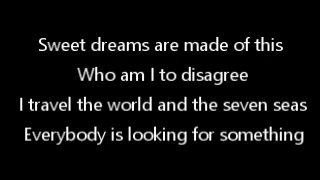 Sweet dreams are made of this
Who am I to disagree
I travel the world and the seven seas
Everybody is looking for something